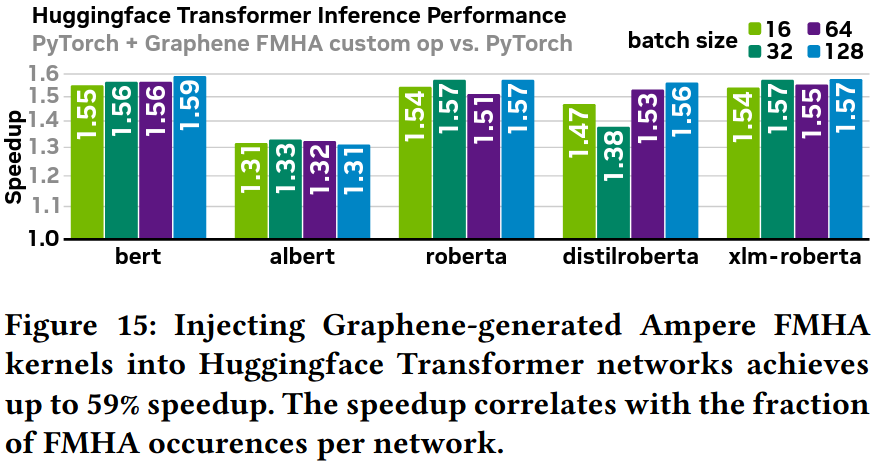 Huggingface Transformer Inference Performance
PyTorch + Graphene FMHA custom op vs. PyTorch
batch size 16 64
32 128
Speedup
1.6
1.5
1.4
1.3
1.2
1.1
1.0
1.55 1.56 1.56 1.59
1.31 1.33 1.32 1.31
1.54 1.57 1.51 1.57
1.47 1.38 1.53 1.56
1.54 1.57 1.55 1.57
bert albert roberta distilroberta xlm-roberta
Figure 15: Injecting Graphene-generated Ampere FMHA
kernels into Huggingface Transformer networks achieves
up to 59% speedup. The speedup correlates with the fraction
of FMHA occurences per network.